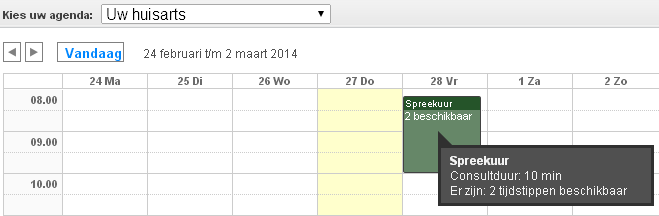 Kies uw agenda: Uw huisarts
Vandaag 24 februari t/m 2 maart 2014
24 Ma 25 Di 26 Wo 27 Do 28 Vr 1 Za 2 Zo
08.00
Spreekuur
2 beschikbaar
09.00
Spreekuur
Consultduur: 10 min
Er zijn: 2 tijdstippen beschikbaar
10.00